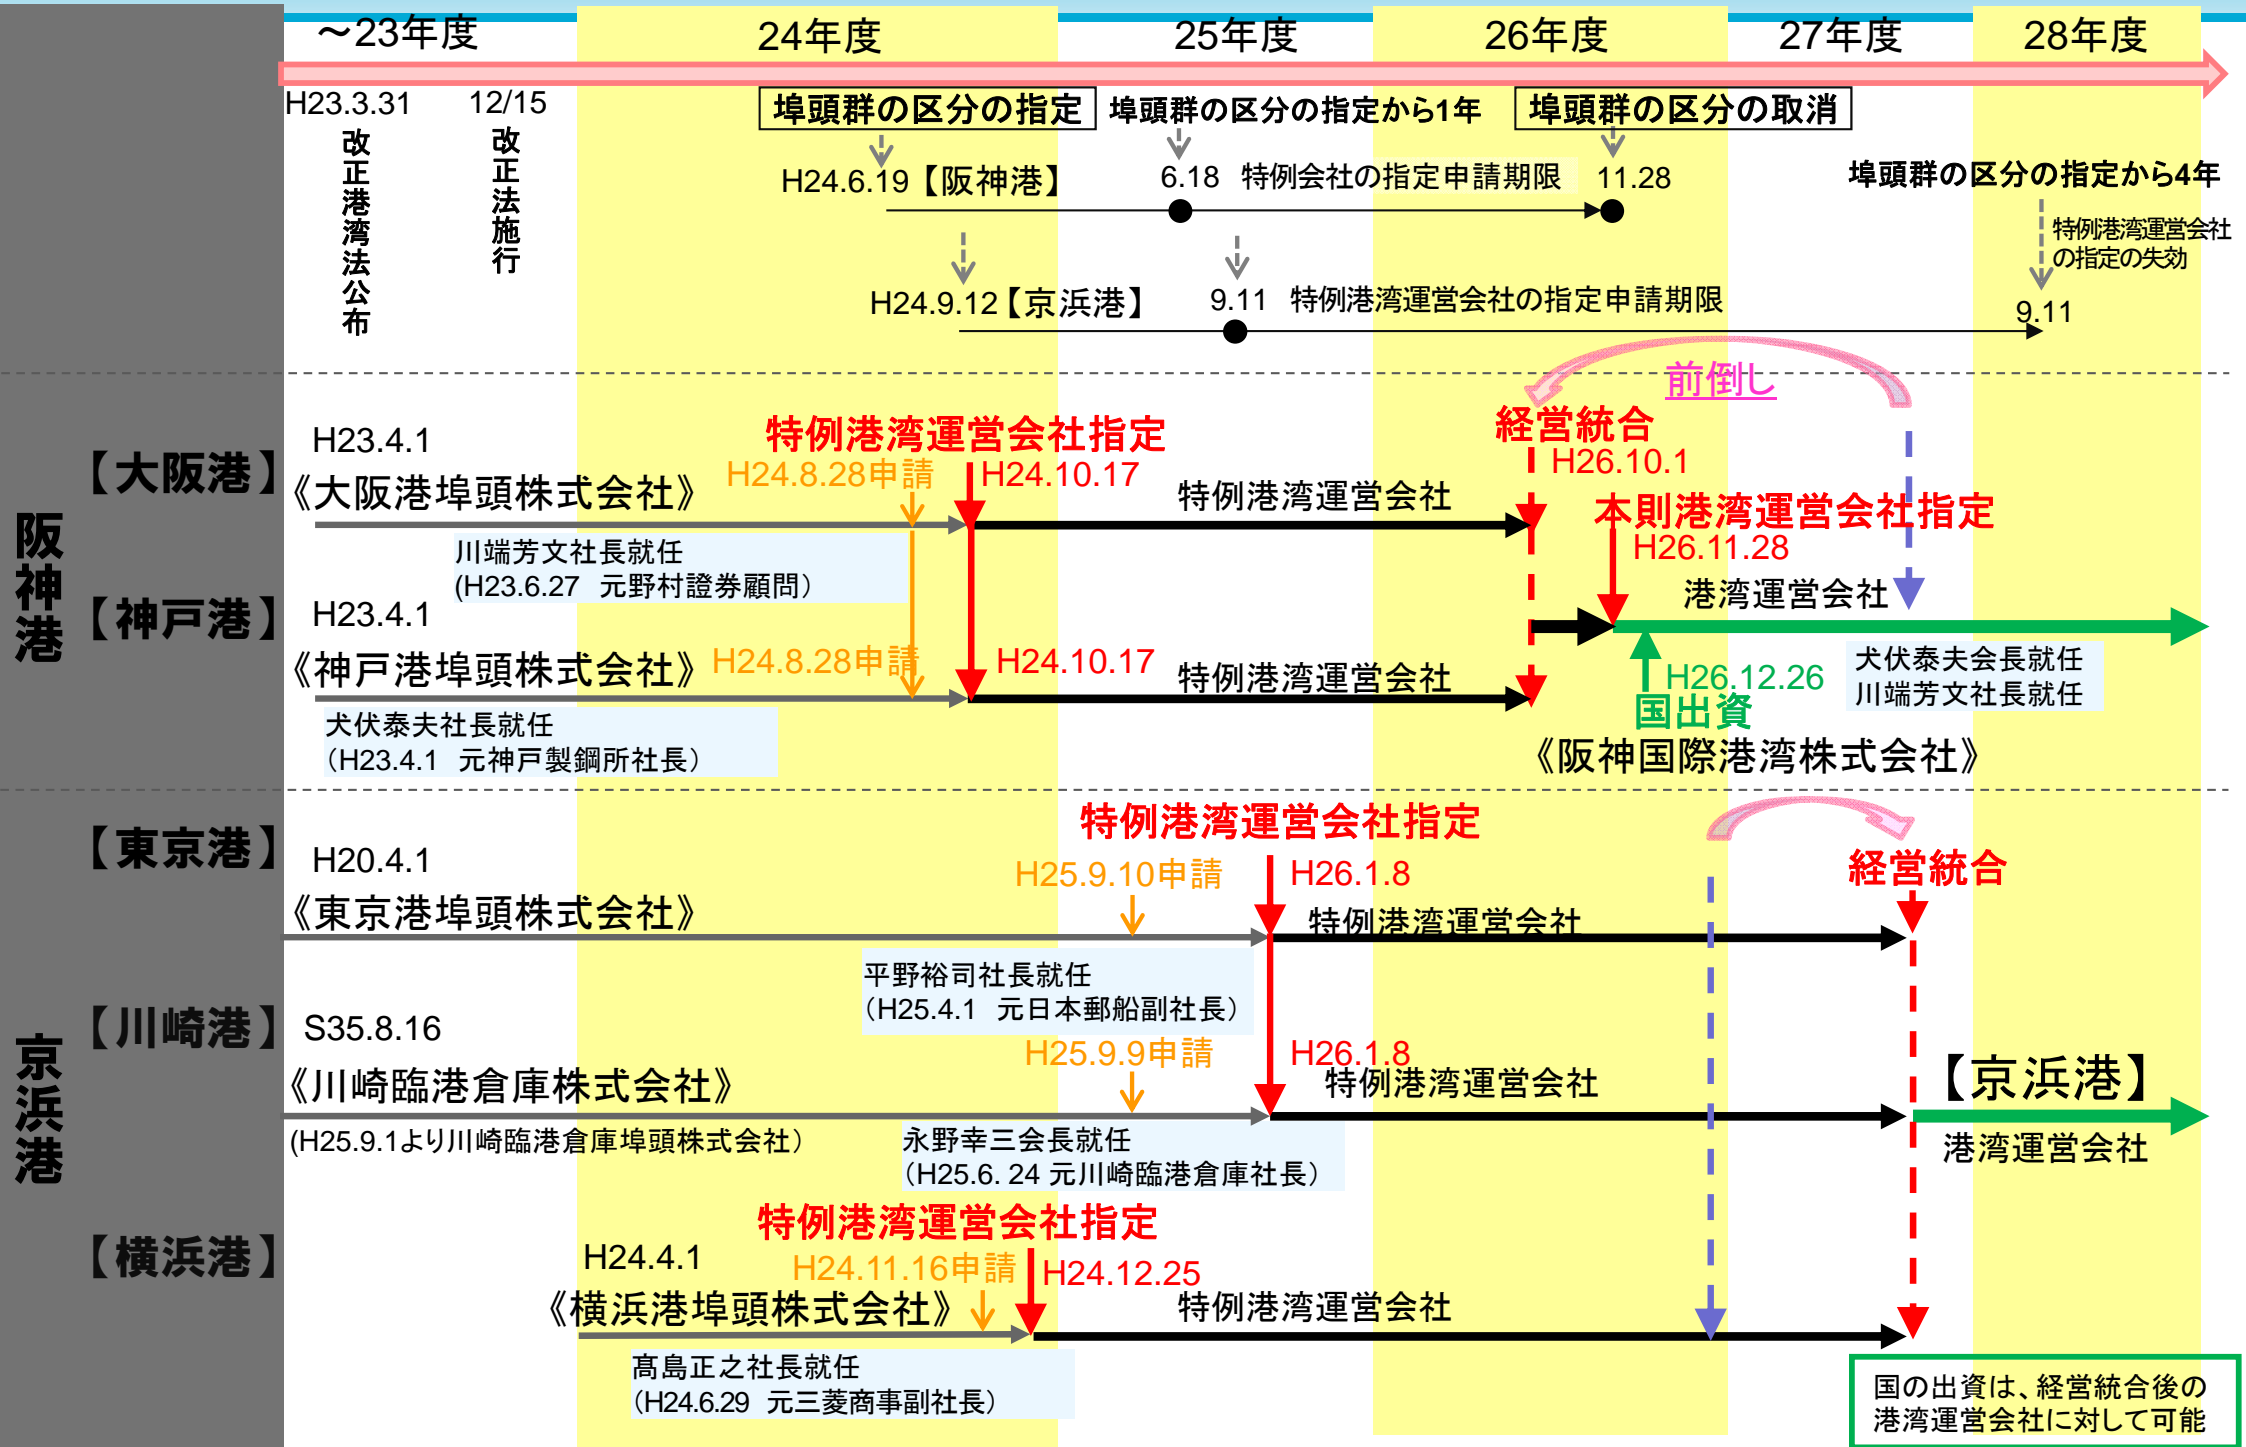 ～23年度
24年度
25年度
26年度
27年度
28年度
H23.3.31
改正港湾法公布
12/15
改正法施行
埠頭群の区分の指定
埠頭群の区分の指定から1年
埠頭群の区分の取消
H24.6.19【阪神港】
6.18 特例会社の指定申請期限
11.28
埠頭群の区分の指定から4年
特例港湾運営会社
の指定の失効
H24.9.12【京浜港】
9.11 特例港湾運営会社の指定申請期限
9.11
阪神港
【大阪港】
H23.4.1
《大阪港埠頭株式会社》
特例港湾運営会社指定
H24.8.28申請
H24.10.17
特例港湾運営会社
川端芳文社長就任
(H23.6.27 元野村證券顧問)
前倒し
経営統合
H26.10.1
本則港湾運営会社指定
H26.11.28
港湾運営会社
【神戸港】
H23.4.1
《神戸港埠頭株式会社》
H24.8.28申請
H24.10.17
特例港湾運営会社
犬伏泰夫社長就任
(H23.4.1 元神戸製鋼所社長)
H26.12.26
国出資
犬伏泰夫会長就任
川端芳文社長就任
《阪神国際港湾株式会社》
京浜港
【東京港】
H20.4.1
《東京港埠頭株式会社》
特例港湾運営会社指定
H25.9.10申請
H26.1.8
特例港湾運営会社
平野裕司社長就任
(H25.4.1 元日本郵船副社長)
経営統合
【川崎港】
S35.8.16
《川崎臨港倉庫株式会社》
(H25.9.1より川崎臨港倉庫埠頭株式会社)
H25.9.9申請
H26.1.8
特例港湾運営会社
永野幸三会長就任
(H25.6. 24 元川崎臨港倉庫社長)
【京浜港】
港湾運営会社
【横浜港】
H24.4.1
《横浜港埠頭株式会社》
特例港湾運営会社指定
H24.11.16申請
H24.12.25
特例港湾運営会社
髙島正之社長就任
(H24.6.29 元三菱商事副社長)
国の出資は、経営統合後の
港湾運営会社に対して可能